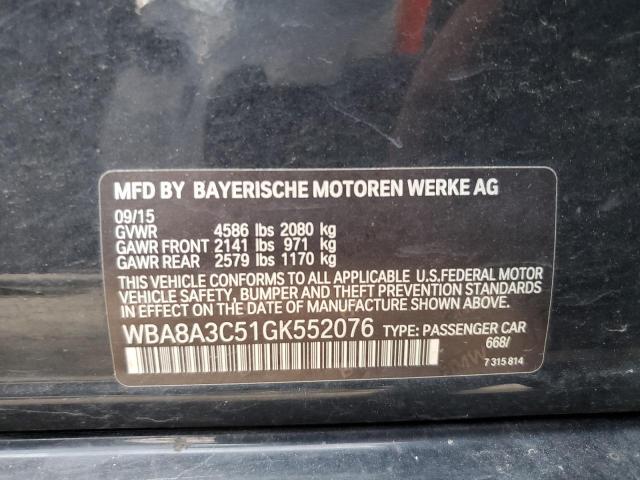 MFD BY BAYERISCHE MOTOREN WERKE AG
09/15
GVWR 4586 lbs 2080 kg
GAWR FRONT 2141 lbs 971 kg
GAWR REAR 2579 lbs 1170 kg
THIS VEHICLE CONFORMS TO ALL APPLICABLE U.S.FEDERAL MOTOR
VEHICLE SAFETY, BUMPER AND THEFT PREVENTION STANDARDS
IN EFFECT ON THE DATE OF MANUFACTURE SHOWN ABOVE.
WBA8A3C51GK552076 TYPE: PASSENGER CAR
668/
7 315 814